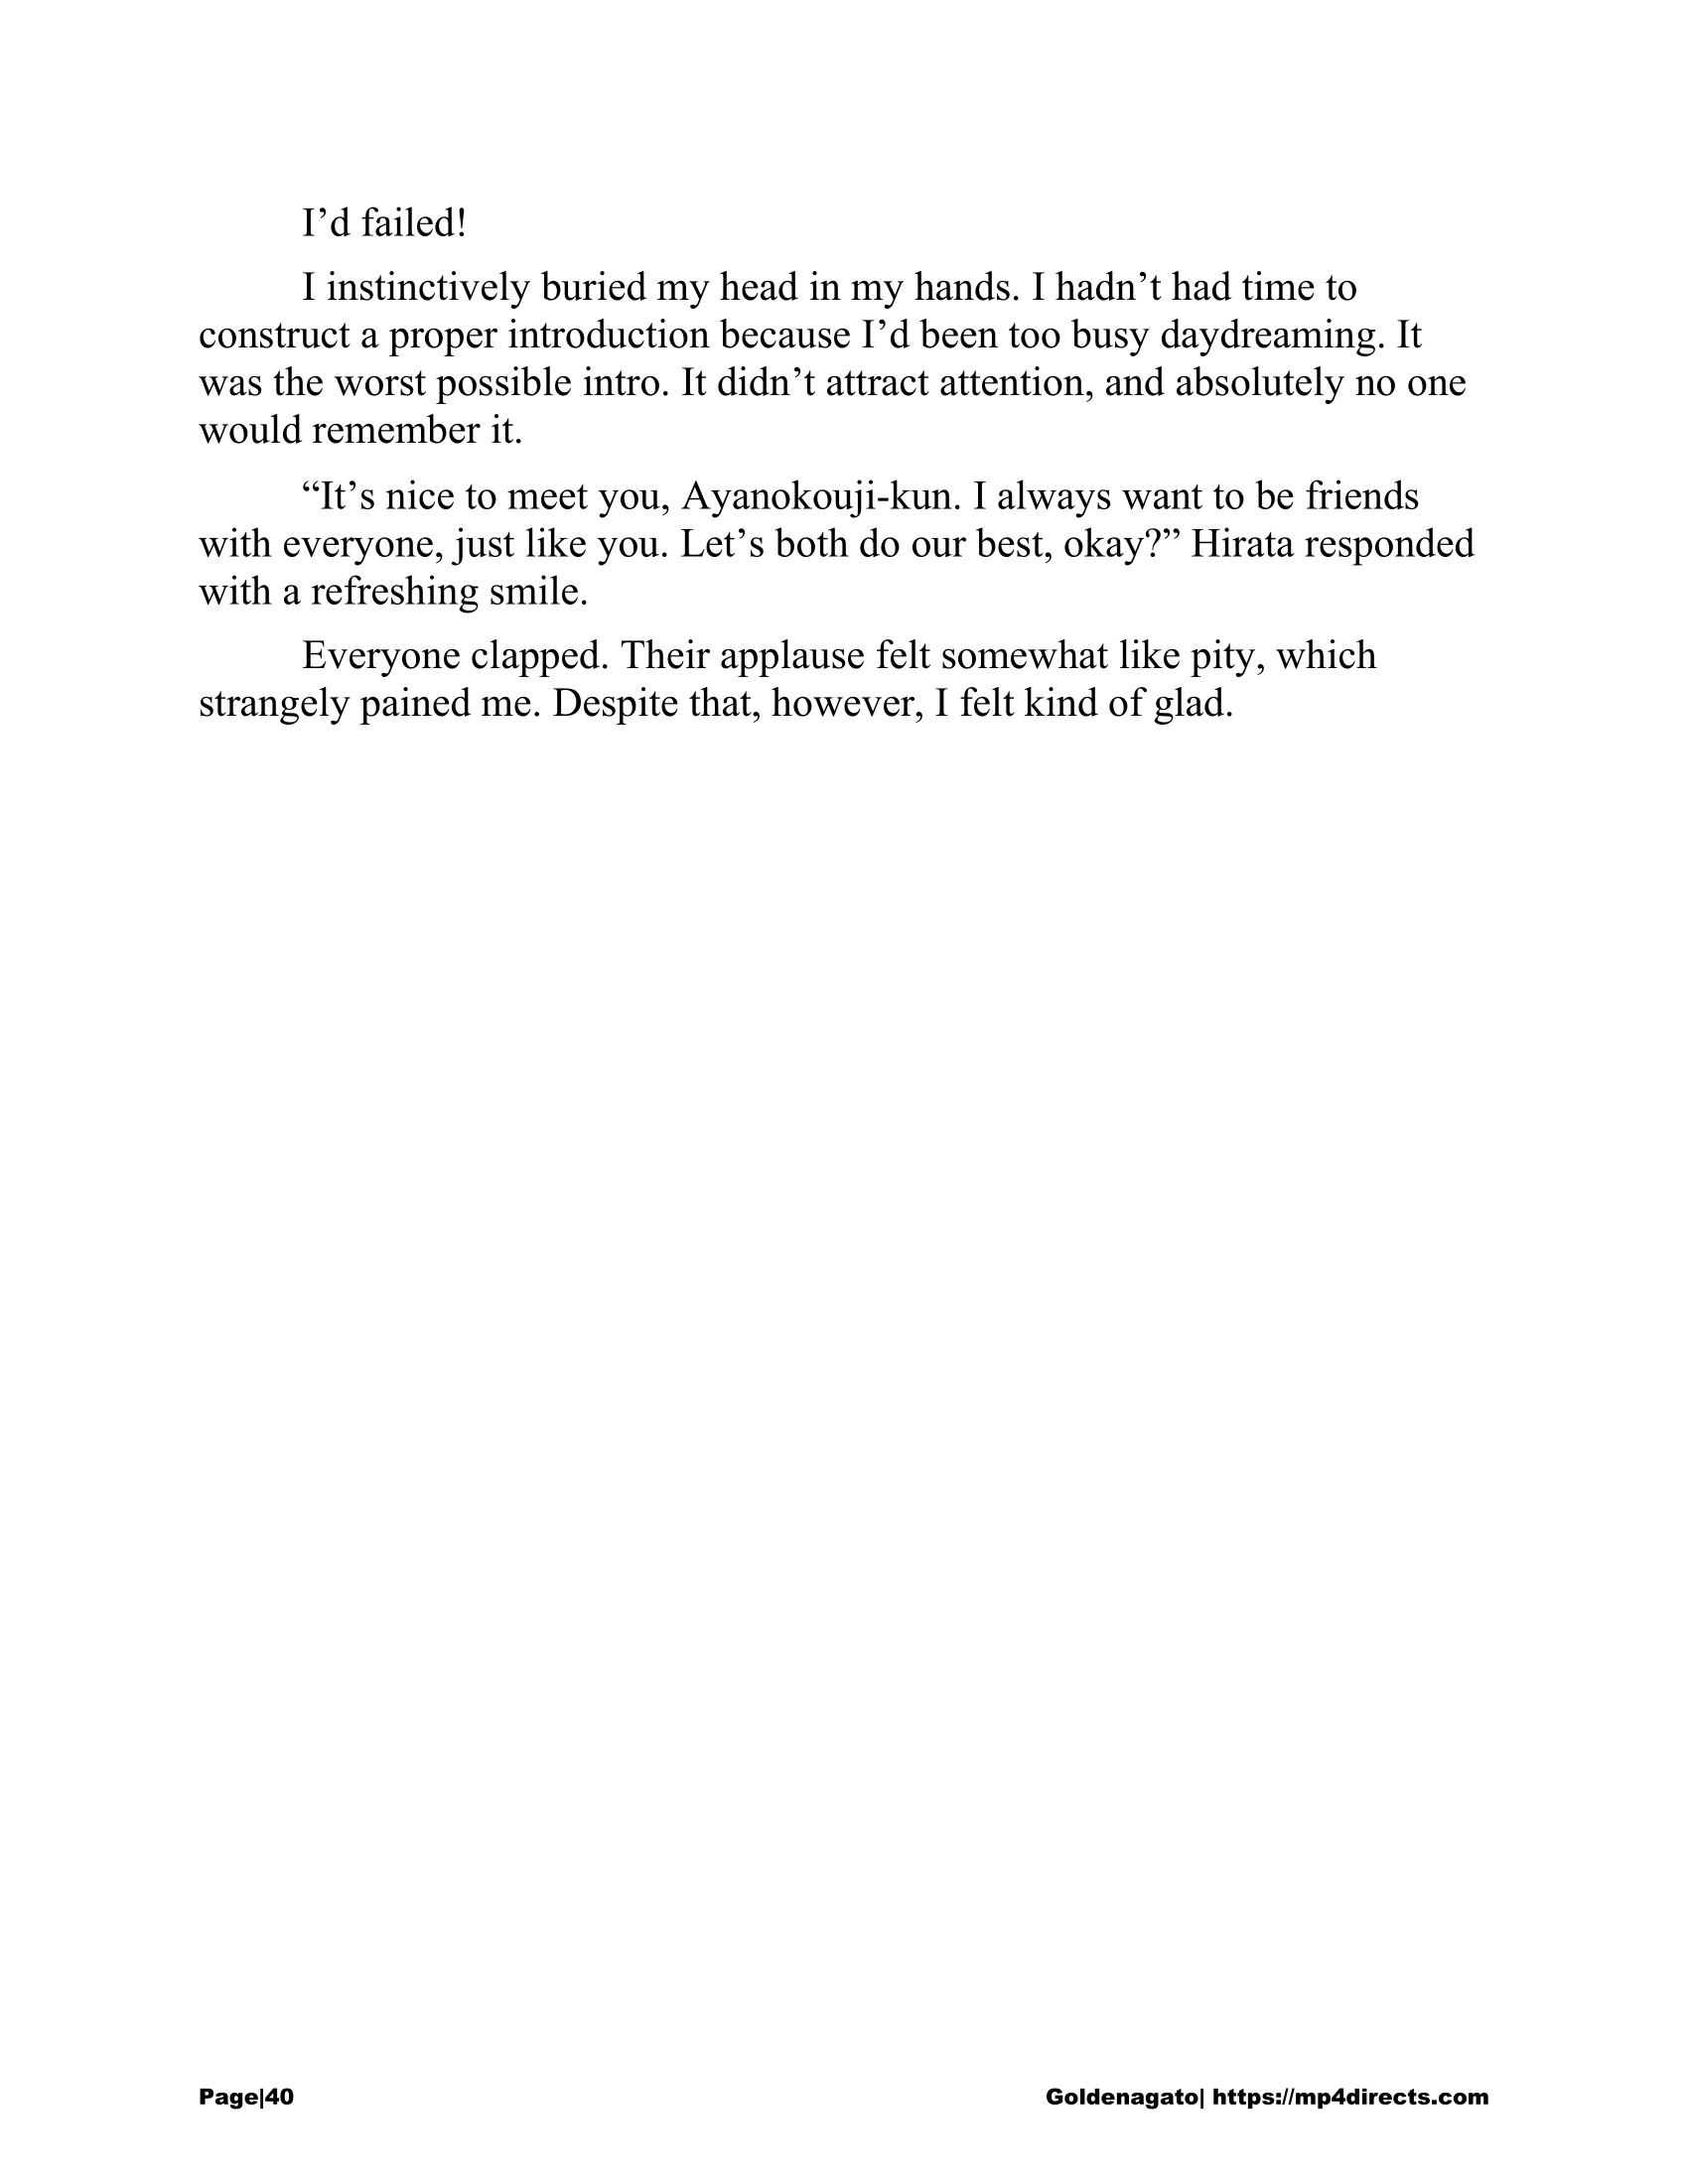 I’d failed!
I instinctively buried my head in my hands. I hadn’t had time to
construct a proper introduction because I’d been too busy daydreaming. It
was the worst possible intro. It didn’t attract attention, and absolutely no one
would remember it.
“It’s nice to meet you, Ayanokouji-kun. I always want to be friends
with everyone, just like you. Let’s both do our best, okay?” Hirata responded
with a refreshing smile.
Everyone clapped. Their applause felt somewhat like pity, which
strangely pained me. Despite that, however, I felt kind of glad.
Page|40 Goldenagato| https://mp4directs.com